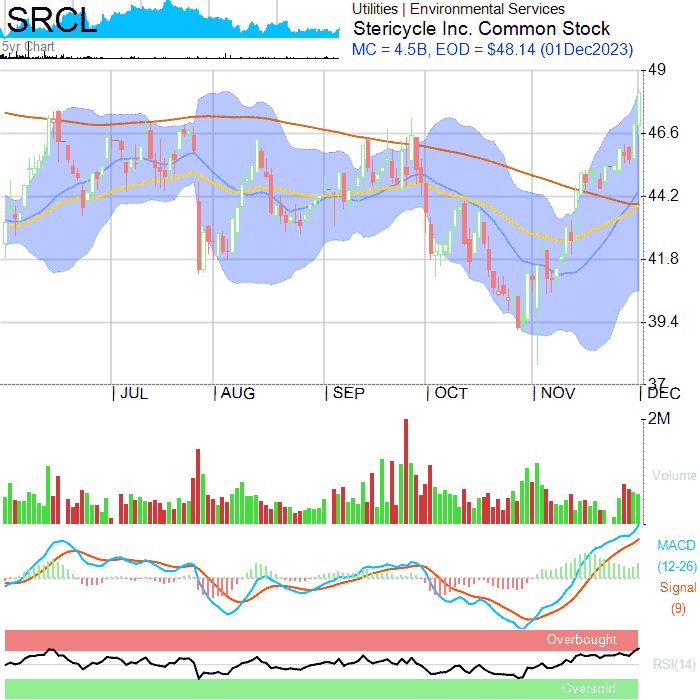 SRCL
5yr Chart
Utilities | Environmental Services
Stericycle Inc. Common Stock
MC = 4.5B, EOD = $48.14 (01Dec2023)
49
46.6
44.2
41.8
39.4
37
JUL AUG SEP OCT NOV DEC
2M
Volume
MACD
(12-26)
Signal
(9)
Overbought
RSI(14)
Oversold